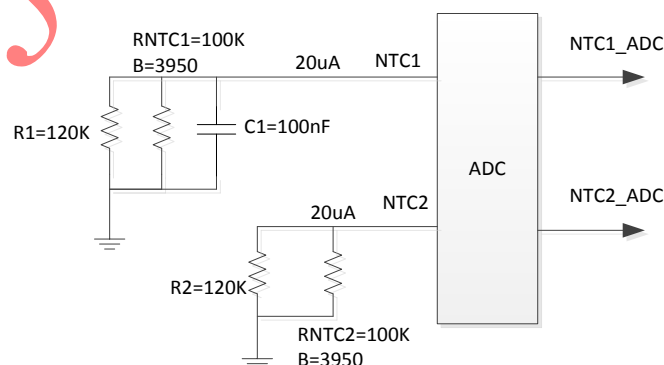 RNTC1=100K
B=3950
20uA
NTC1
NTC1_ADC
R1=120K
C1=100nF
ADC
20uA
NTC2
NTC2_ADC
R2=120K
RNTC2=100K
B=3950